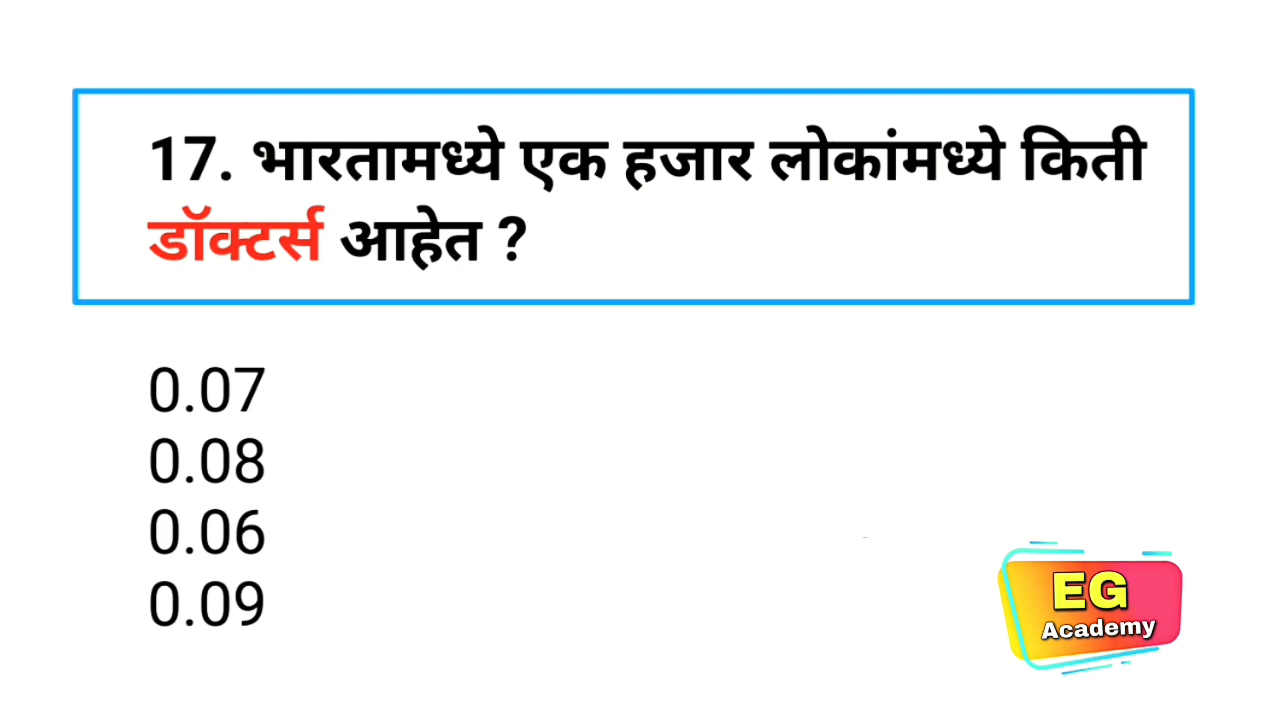 17. भारतामध्ये एक हजार लोकांमध्ये किती
डॉक्टर्स आहेत ?
0.07
0.08
0.06
0.09
EG
Academy